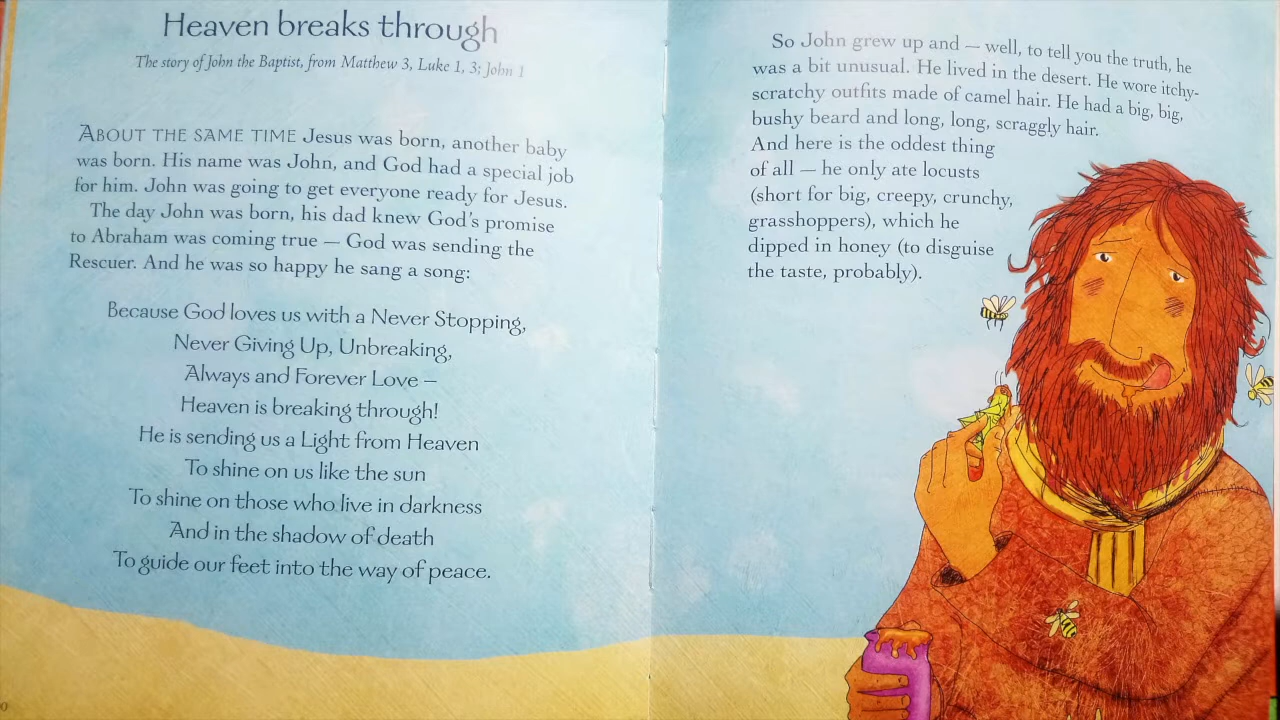 Heaven breaks through
The story of John the Baptist, from Matthew 3, Luke 1, 3; John 1
ABOUT THE SAME TIME Jesus was born, another baby
was born. His name was John, and God had a special job
for him. John was going to get everyone ready for Jesus.
The day John was born, his dad knew God's promise
to Abraham was coming true — God was sending the
Rescuer. And he was so happy he sang a song:
Because God loves us with a Never Stopping,
Never Giving Up, Unbreaking,
Always and Forever Love —
Heaven is breaking through!
He is sending us a Light from Heaven
To shine on us like the sun
To shine on those who live in darkness
And in the shadow of death
To guide our feet into the way of peace.
So John grew up and — well, to tell you the truth, he
was a bit unusual. He lived in the desert. He wore itchy-
scratchy outfits made of camel hair. He had a big, big,
bushy beard and long, long, scraggly hair.
And here is the oddest thing
of all — he only ate locusts
(short for big, creepy, crunchy,
grasshoppers), which he
dipped in honey (to disguise
the taste, probably).